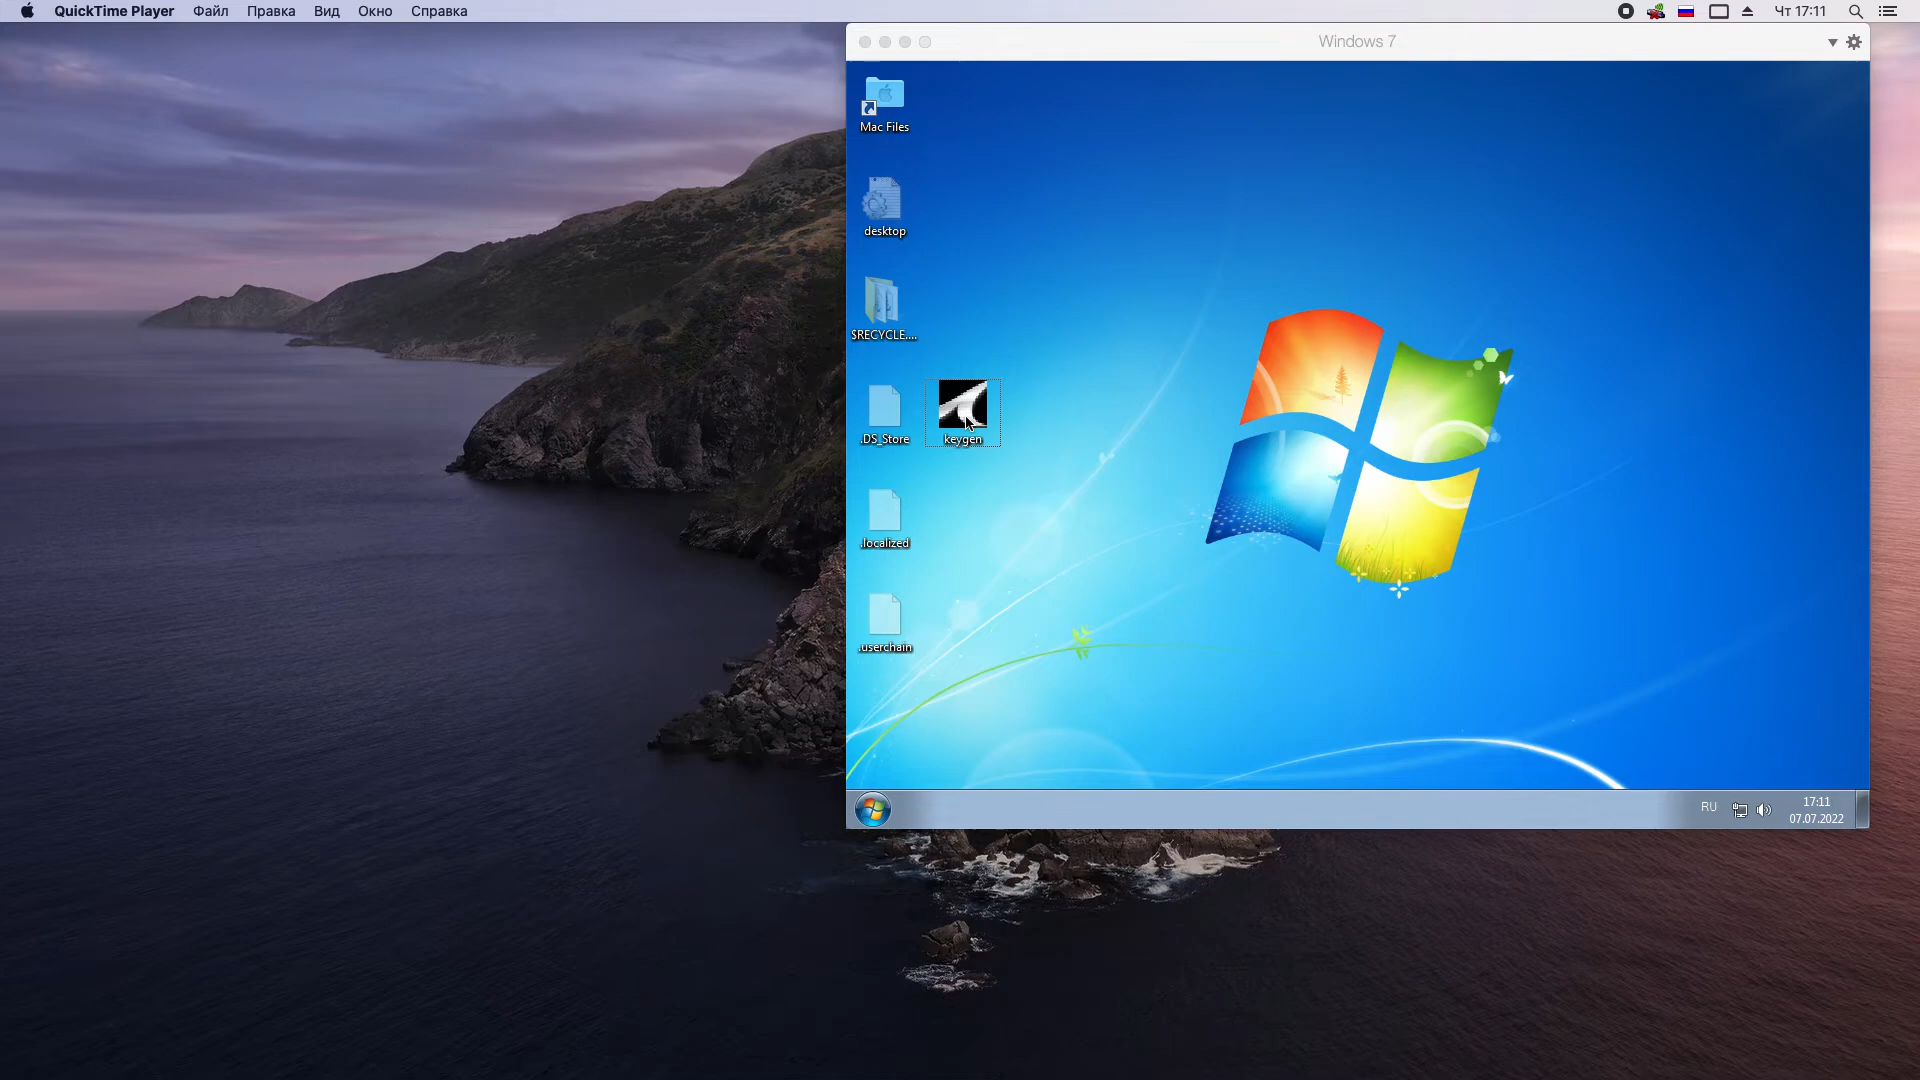 QuickTime Player Файл Правка Вид Окно Справка Чт 17:11
Windows 7
Mac Files
desktop
$RECYCLE....
.DS_Store
keygen
.localized
.userchain
RU
17:11
07.07.2022